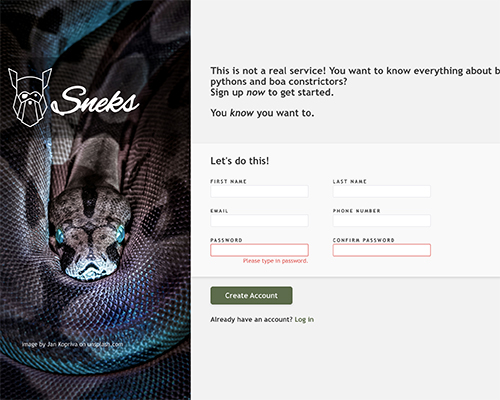 Sneks
This is not a real service! You want to know everything about b
pythons and boa constrictors?
Sign up now to get started.
You know you want to.
Let's do this!
FIRST NAME
LAST NAME
EMAIL
PHONE NUMBER
PASSWORD
CONFIRM PASSWORD
Please type in password.
Create Account
Already have an account? Log in
Image by Jan Kopriva on unsplash.com